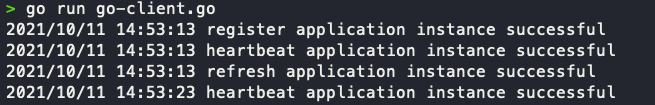 > go run go-client.go
2021/10/11 14:53:13 register application instance successful
2021/10/11 14:53:13 heartbeat application instance successful
2021/10/11 14:53:13 refresh application instance successful
2021/10/11 14:53:23 heartbeat application instance successful